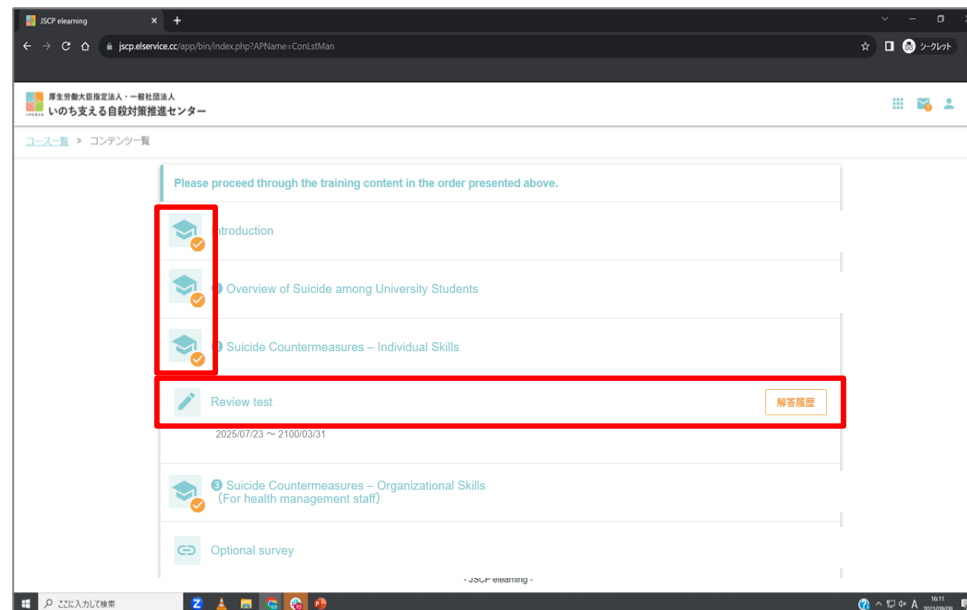 JSCP elearning
jscp.elservice.cc/app/bin/index.php?APName=ConLstMan
シークレット
厚生労働大臣指定法人・一般社団法人
いのち支える自殺対策推進センター
コース一覧 > コンテンツ一覧
Please proceed through the training content in the order presented above.
Introduction
Overview of Suicide among University Students
Suicide Countermeasures – Individual Skills
Review test
解答履歴
2025/07/23 ～ 2100/03/31
❸ Suicide Countermeasures – Organizational Skills
（For health management staff）
Optional survey
- JSCP elearning -
ここに入力して検索
A
16:11